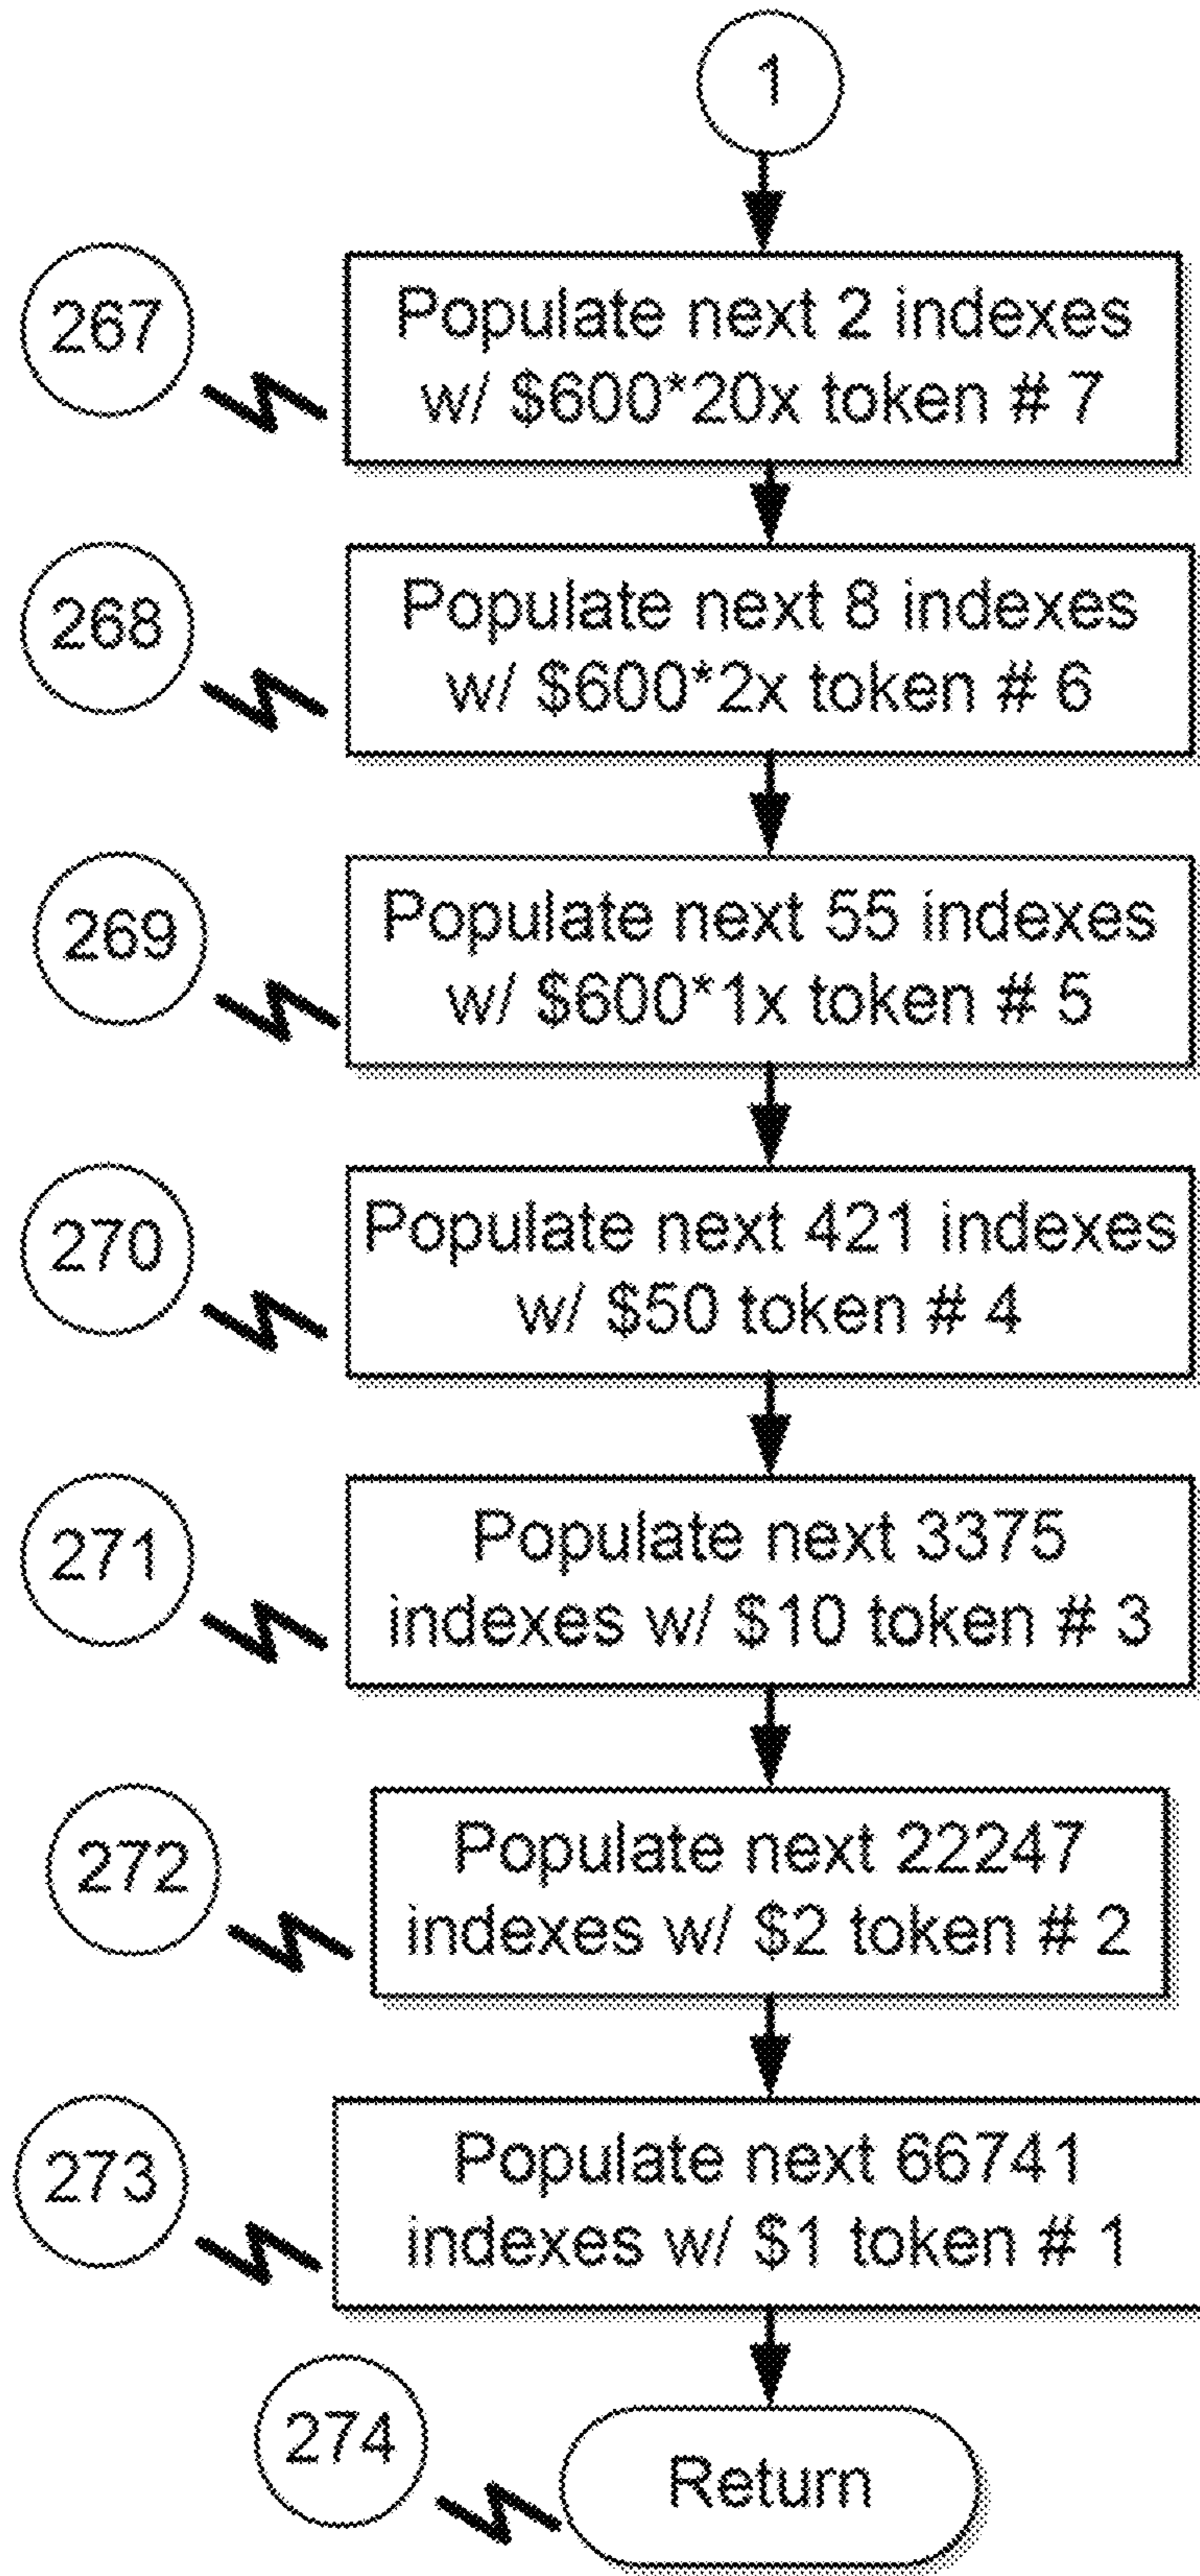 1
267
Populate next 2 indexes
w/ $600*20x token # 7
268
Populate next 8 indexes
w/ $600*2x token # 6
269
Populate next 55 indexes
w/ $600*1x token # 5
270
Populate next 421 indexes
w/ $50 token # 4
271
Populate next 3375
indexes w/ $10 token # 3
272
Populate next 22247
indexes w/ $2 token # 2
273
Populate next 66741
indexes w/ $1 token # 1
274
Return